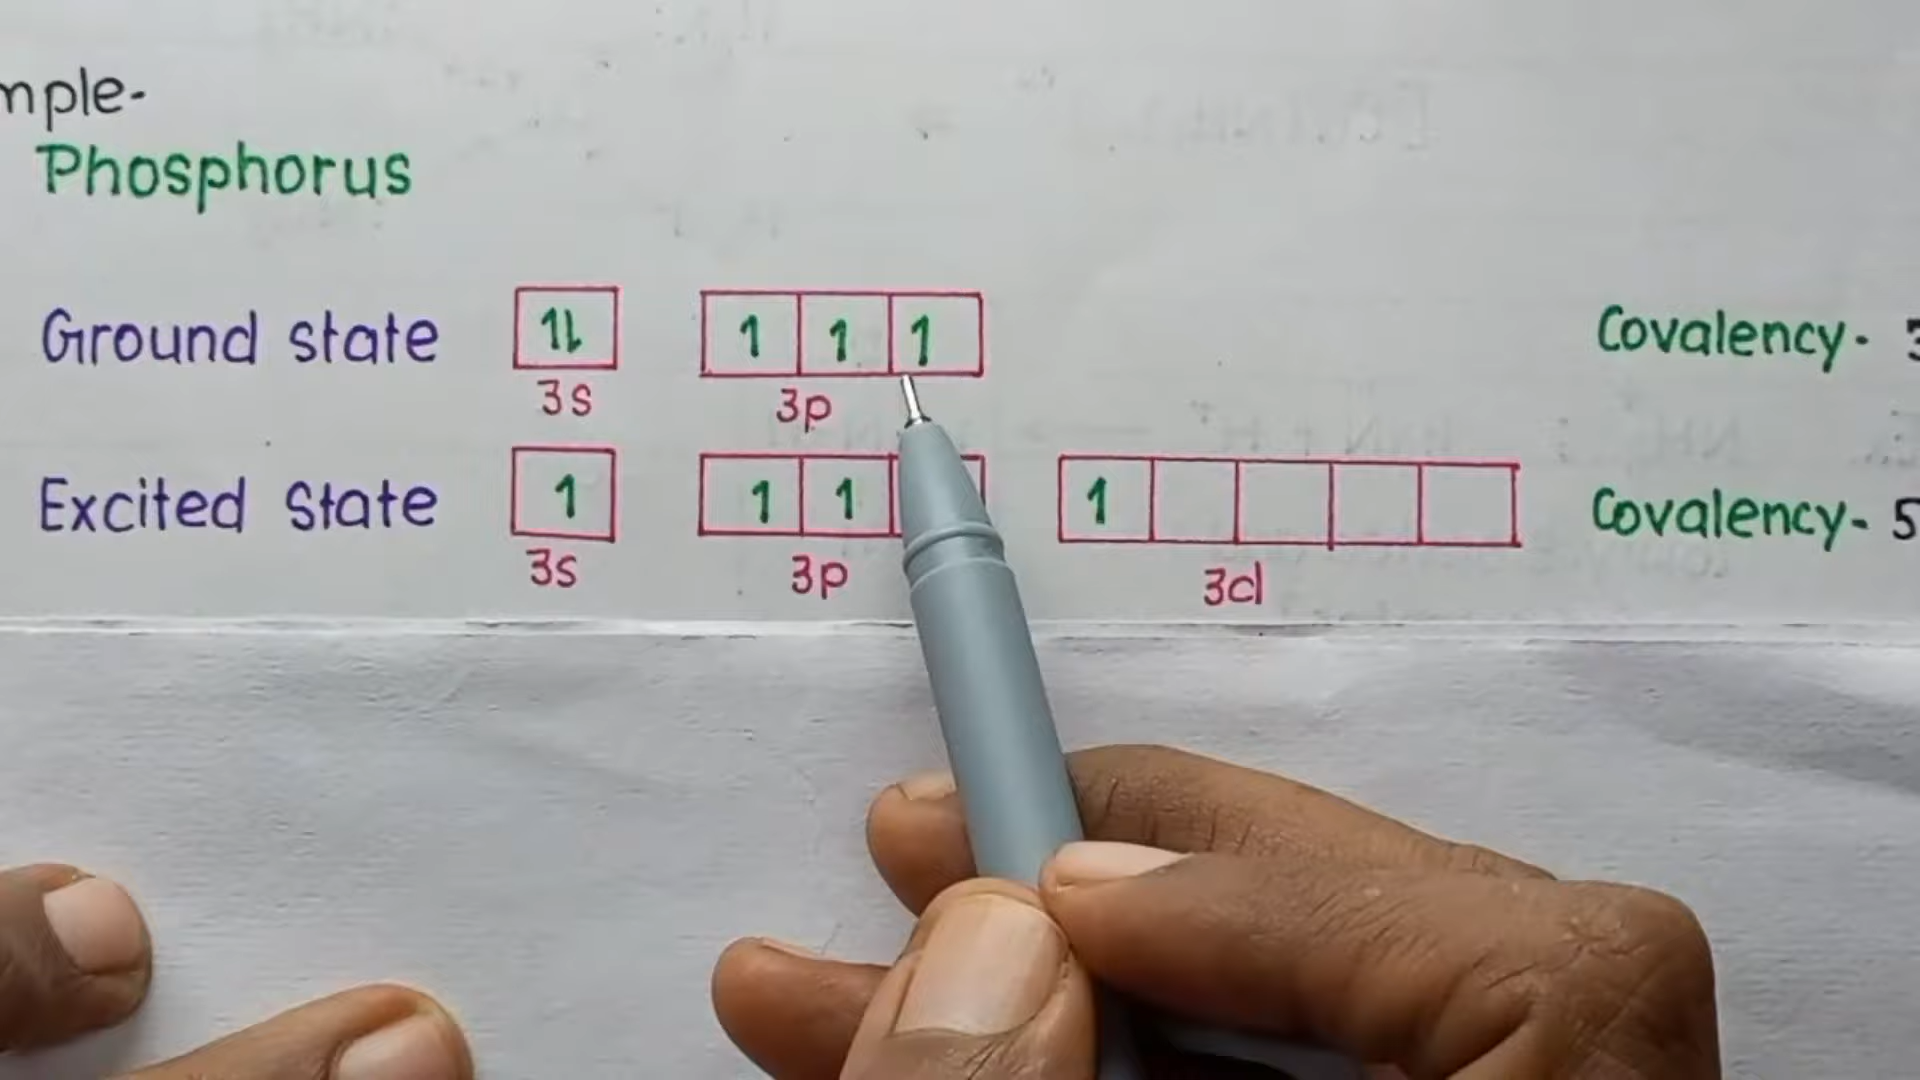 mple-
Phosphorus
Ground state 1l 1 1 1 Covalency- 3
3s 3p
Excited state 1 1 1 1 Covalency- 5
3s 3p 3d